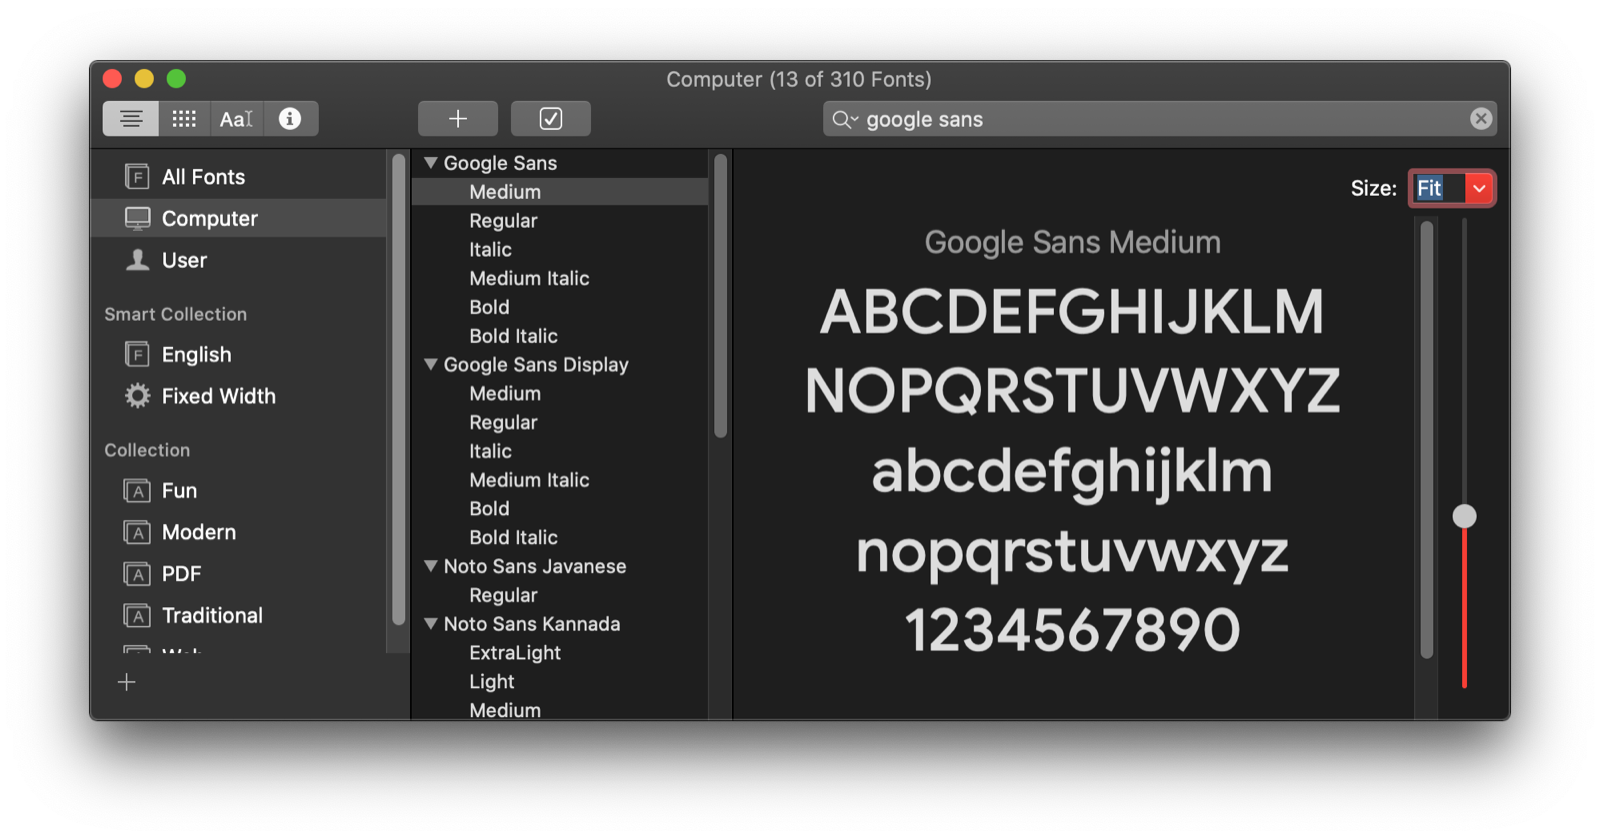 Computer (13 of 310 Fonts)
Aa
google sans
All Fonts
Computer
User
Smart Collection
English
Fixed Width
Collection
Fun
Modern
PDF
Traditional
Google Sans
Medium
Regular
Italic
Medium Italic
Bold
Bold Italic
Google Sans Display
Medium
Regular
Italic
Medium Italic
Bold
Bold Italic
Noto Sans Javanese
Regular
Noto Sans Kannada
ExtraLight
Light
Medium
Size: Fit
Google Sans Medium
ABCDEFGHIJKLM
NOPQRSTUVWXYZ
abcdefghijklm
nopqrstuvwxyz
1234567890